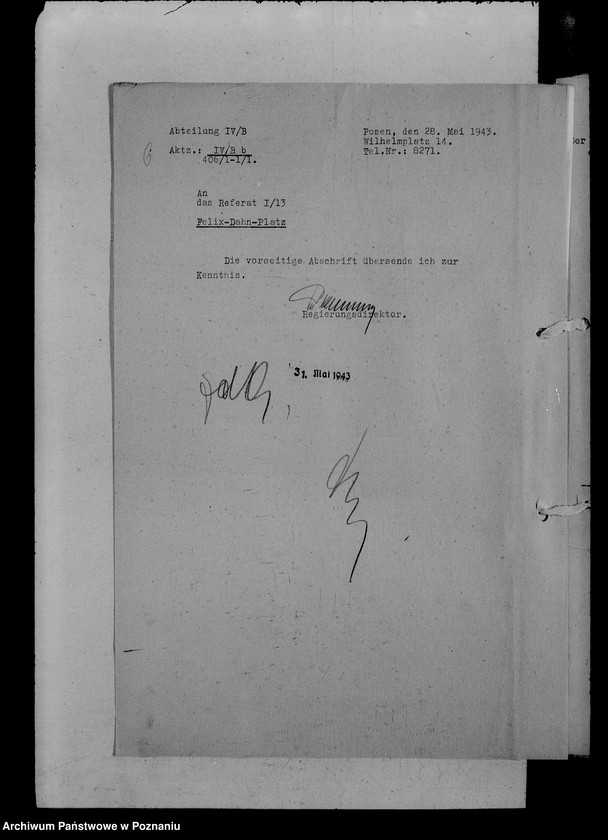 Abteilung IV/B
Posen, den 28. Mai 1943.
Wilhelmplatz 14.
Tel.Nr.: 8271.
Aktz.: IV/B b
406/1-1/1.
An
das Referat I/13
Felix-Dahn-Platz
Die vorseitige Abschrift übersende ich zur
Kenntnis.
Regierungsdirektor.
31. Mai 1943
Archiwum Państwowe w Poznaniu